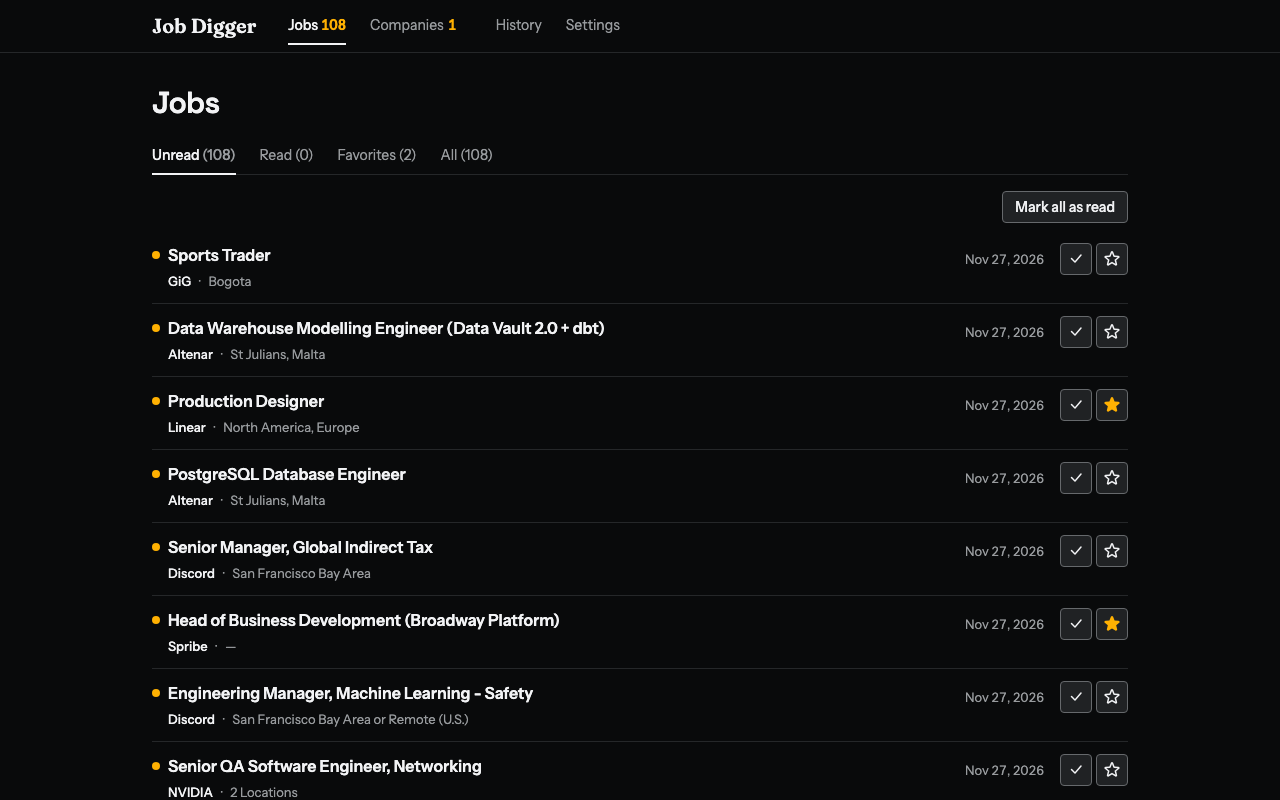 Job Digger Jobs 108 Companies 1 History Settings
Jobs
Unread (108) Read (0) Favorites (2) All (108)
Mark all as read
Sports Trader
Nov 27, 2026
GiG · Bogota
Data Warehouse Modelling Engineer (Data Vault 2.0 + dbt)
Nov 27, 2026
Altenar · St Julians, Malta
Production Designer
Nov 27, 2026
Linear · North America, Europe
PostgreSQL Database Engineer
Nov 27, 2026
Altenar · St Julians, Malta
Senior Manager, Global Indirect Tax
Nov 27, 2026
Discord · San Francisco Bay Area
Head of Business Development (Broadway Platform)
Nov 27, 2026
Spribe · —
Engineering Manager, Machine Learning - Safety
Nov 27, 2026
Discord · San Francisco Bay Area or Remote (U.S.)
Senior QA Software Engineer, Networking
Nov 27, 2026
NVIDIA · 2 Locations